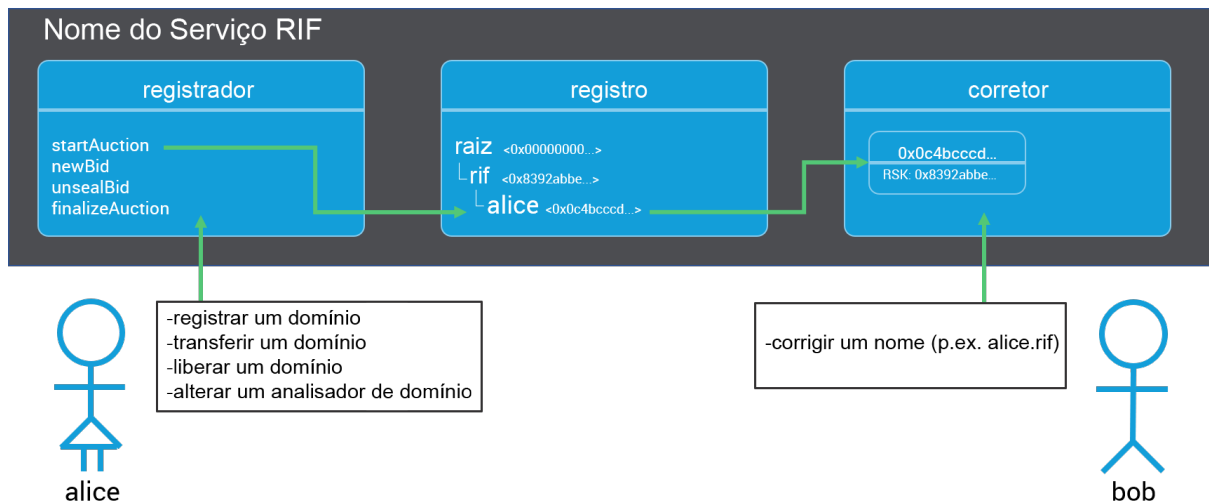 Nome do Serviço RIF
registrador
startAuction
newBid
unsealBid
finalizeAuction
registro
raiz <0x00000000...>
rif <0x8392abbe...>
alice <0x0c4bcccd...>
corretor
0x0c4bcccd...
RSK: 0x8392abbe...
-registrar um domínio
-transferir um domínio
-liberar um domínio
-alterar um analisador de domínio
-corrigir um nome (p.ex. alice.rif)
alice
bob